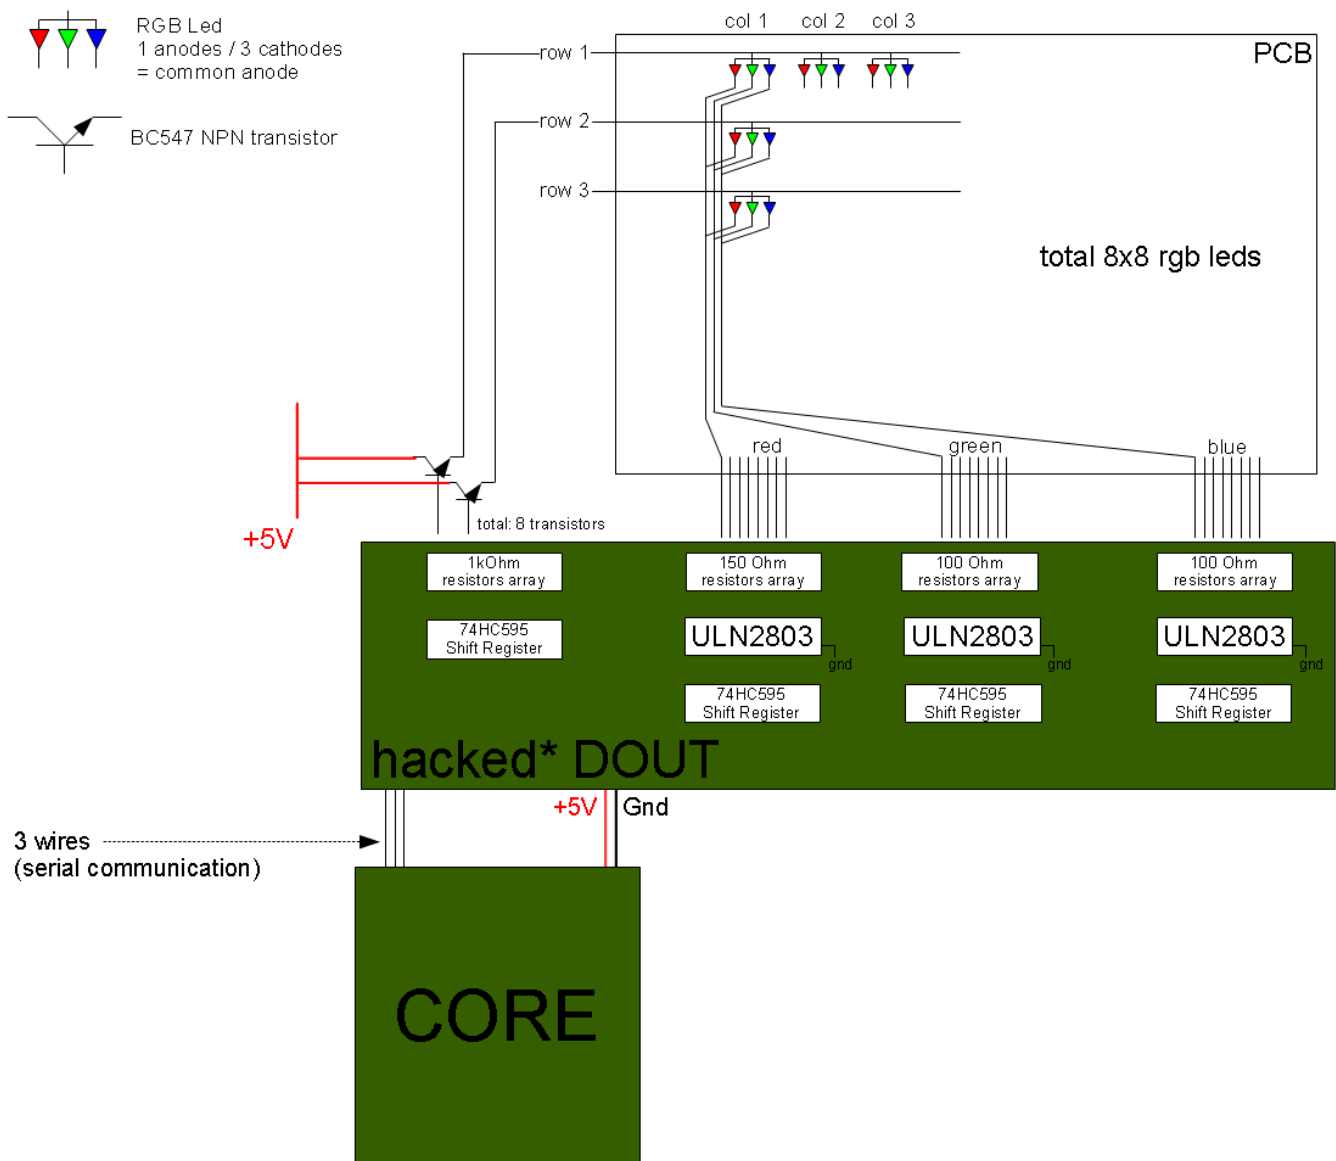 RGB Led
1 anodes / 3 cathodes
= common anode
BC547 NPN transistor
col 1
col 2
col 3
PCB
row 1
row 2
row 3
total 8x8 rgb leds
red
green
blue
+5V
total: 8 transistors
1kOhm
resistors array
150 Ohm
resistors array
100 Ohm
resistors array
100 Ohm
resistors array
74HC595
Shift Register
ULN2803
gnd
ULN2803
gnd
ULN2803
gnd
74HC595
Shift Register
74HC595
Shift Register
74HC595
Shift Register
hacked* DOUT
+5V
Gnd
3 wires
(serial communication)
CORE